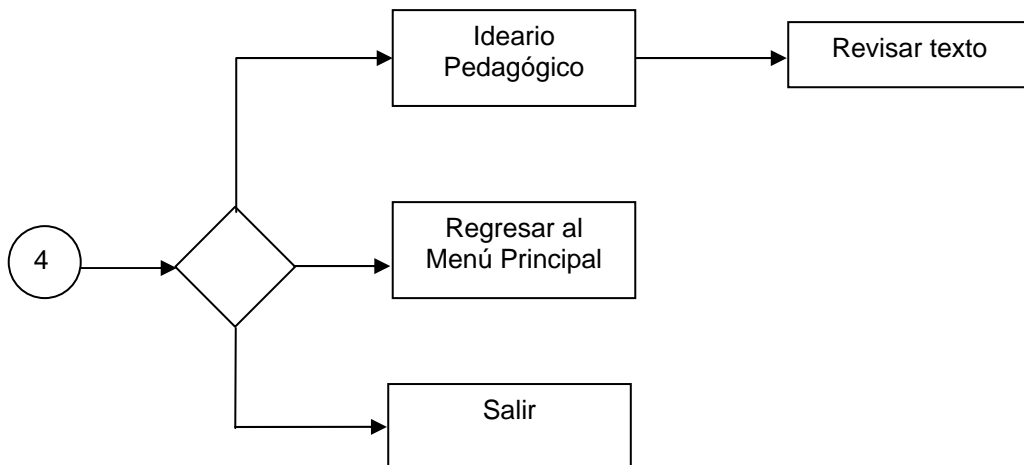 Ideario
Pedagógico
Revisar texto
Regresar al
Menú Principal
4
Salir